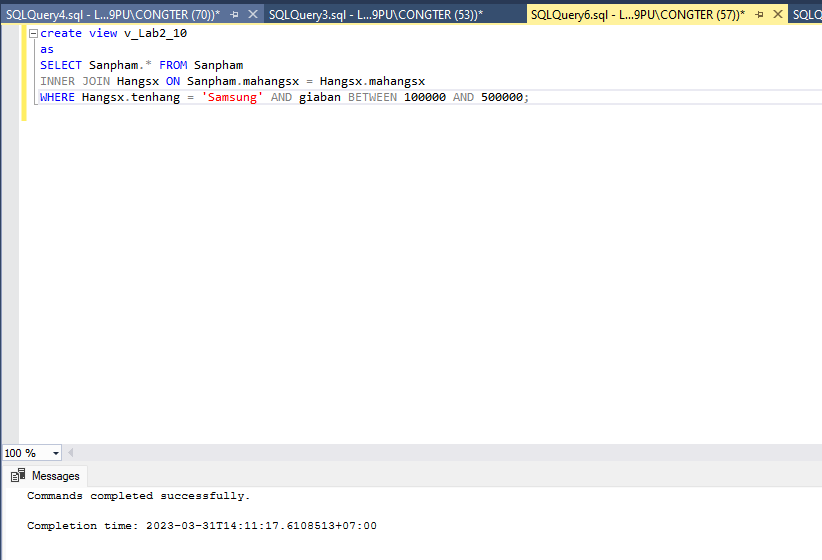 SQLQuery4.sql - L...9PU\CONGTER (70))* SQLQuery3.sql - L...9PU\CONGTER (53))* SQLQuery6.sql - L...9PU\CONGTER (57))* SQLQ
create view v_Lab2_10
as
SELECT Sanpham.* FROM Sanpham
INNER JOIN Hangsx ON Sanpham.mahangsx = Hangsx.mahangsx
WHERE Hangsx.tenhang = 'Samsung' AND giaban BETWEEN 100000 AND 500000;
100 %
Messages
Commands completed successfully.
Completion time: 2023-03-31T14:11:17.6108513+07:00